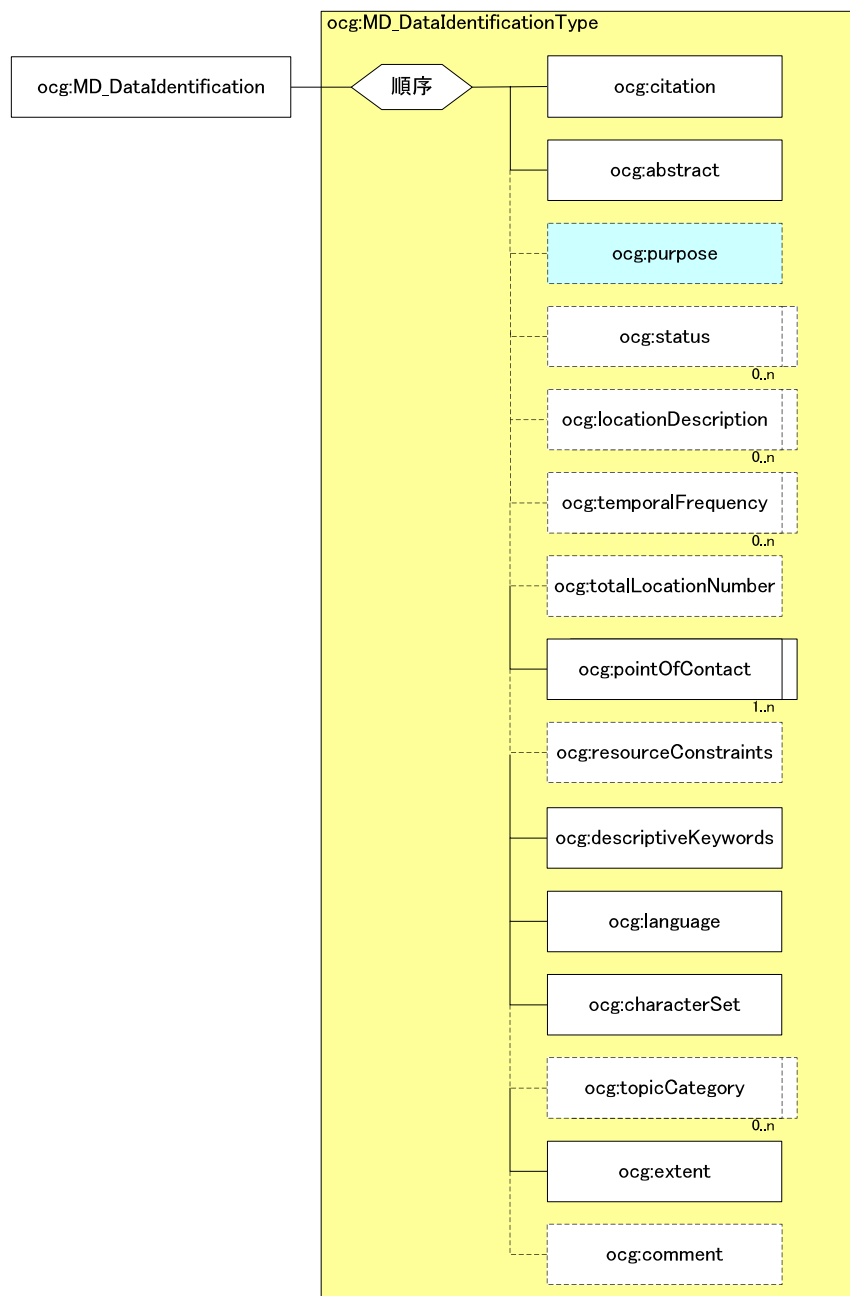 ocg:MD_DataIdentificationType
ocg:MD_DataIdentification
順序
ocg:citation
ocg:abstract
ocg:purpose
ocg:status
0..n
ocg:locationDescription
0..n
ocg:temporalFrequency
0..n
ocg:totalLocationNumber
ocg:pointOfContact
1..n
ocg:resourceConstraints
ocg:descriptiveKeywords
ocg:language
ocg:characterSet
ocg:topicCategory
0..n
ocg:extent
ocg:comment